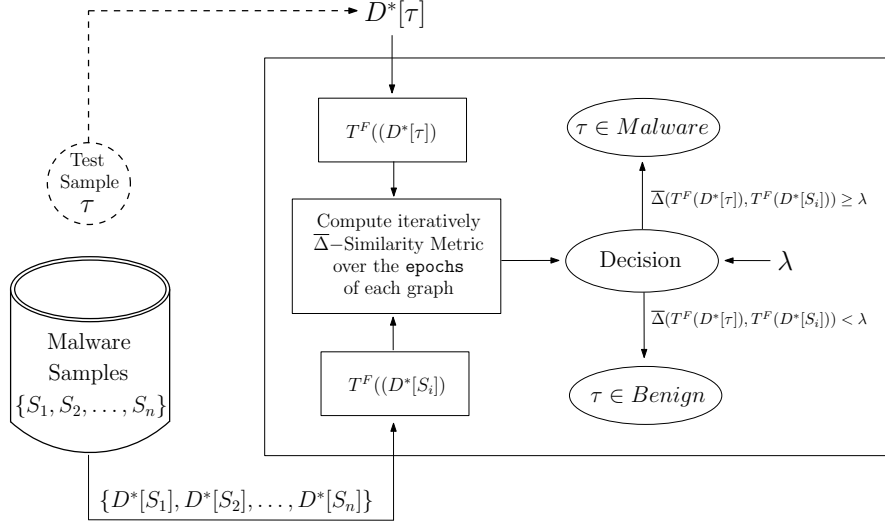 D*[τ]
Test
Sample
τ
T^F((D*[τ])
τ ∈ Malware
Δ̅(T^F(D*[τ]), T^F(D*[S_i])) ≥ λ
Compute iteratively
Δ̅−Similarity Metric
over the epochs
of each graph
Decision
λ
Δ̅(T^F(D*[τ]), T^F(D*[S_i])) < λ
Malware
Samples
{S_1, S_2, . . . , S_n}
T^F((D*[S_i])
τ ∈ Benign
{D*[S_1], D*[S_2], . . . , D*[S_n]}